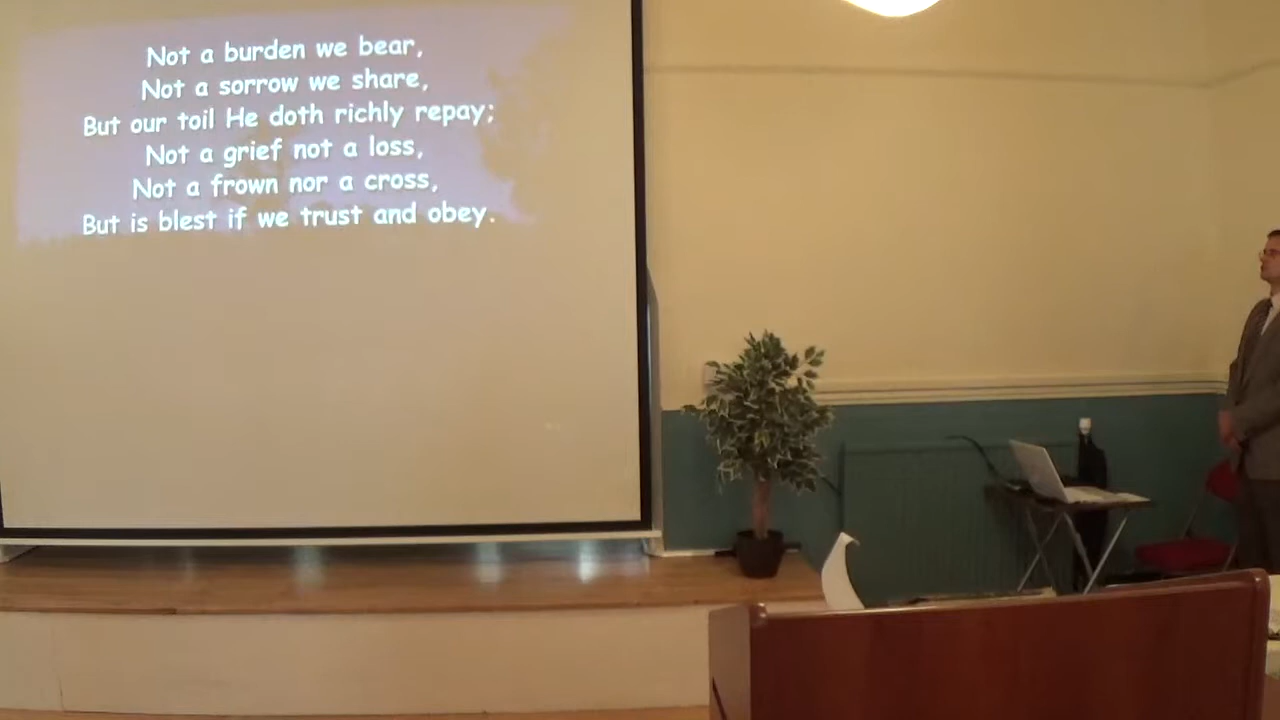 Not a burden we bear,
Not a sorrow we share,
But our toil He doth richly repay;
Not a grief not a loss,
Not a frown nor a cross,
But is blest if we trust and obey.